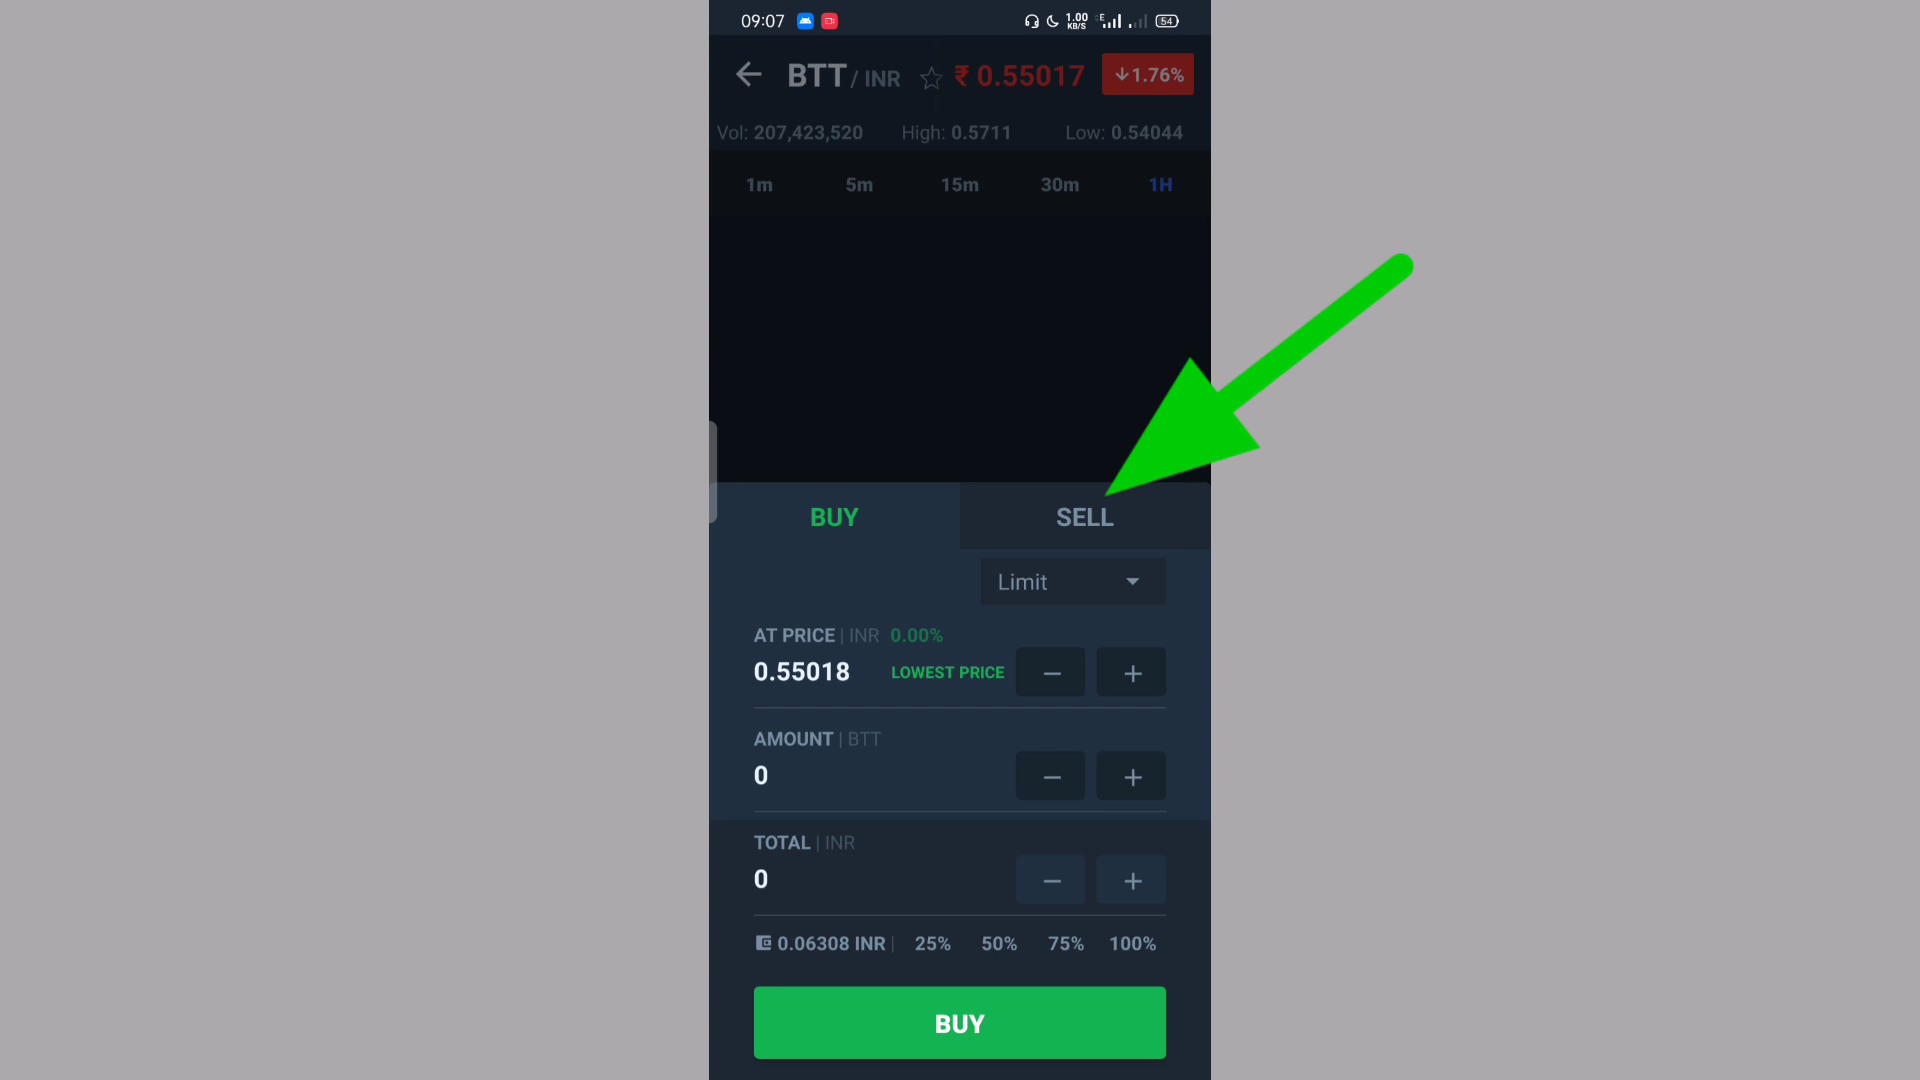 09:07 1.00 KB/S E 54
BTT / INR ₹ 0.55017 ↓1.76%
Vol: 207,423,520 High: 0.5711 Low: 0.54044
1m 5m 15m 30m 1H
BUY SELL
Limit
AT PRICE | INR 0.00%
0.55018 LOWEST PRICE − +
AMOUNT | BTT
0 − +
TOTAL | INR
0 − +
0.06308 INR | 25% 50% 75% 100%
BUY